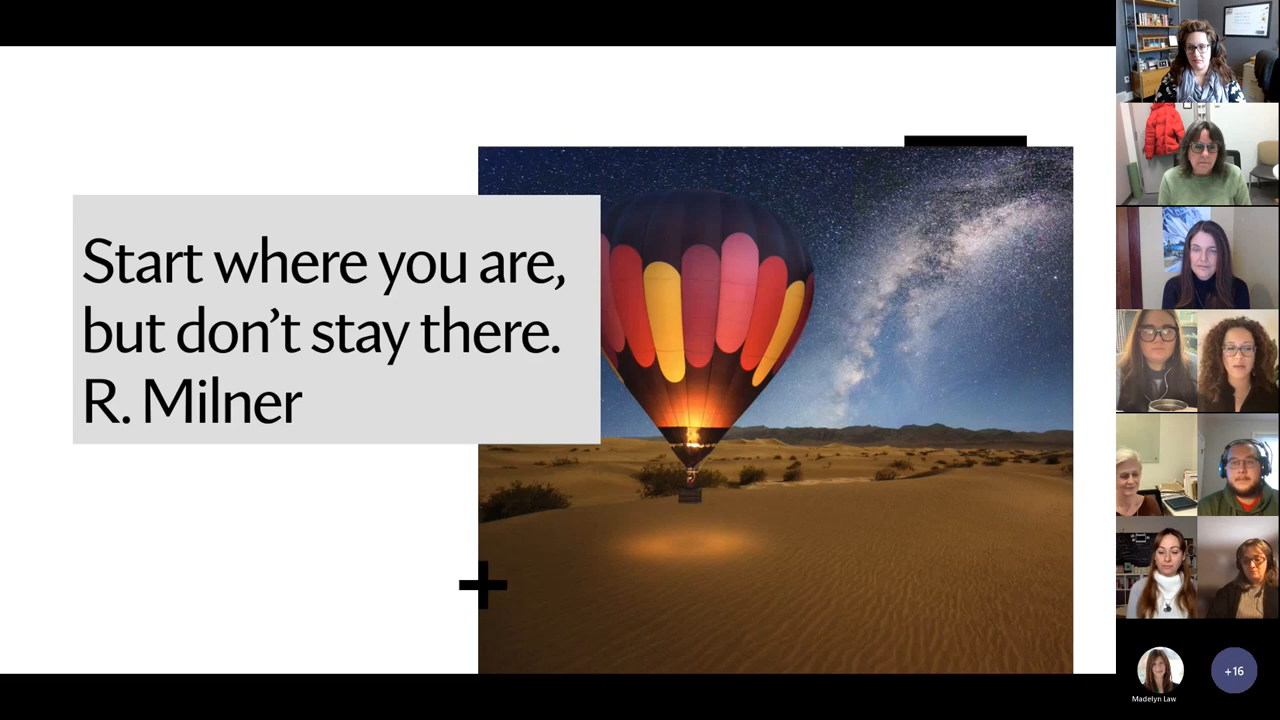 Start where you are,
but don’t stay there.
R. Milner
Madelyn Law
+16